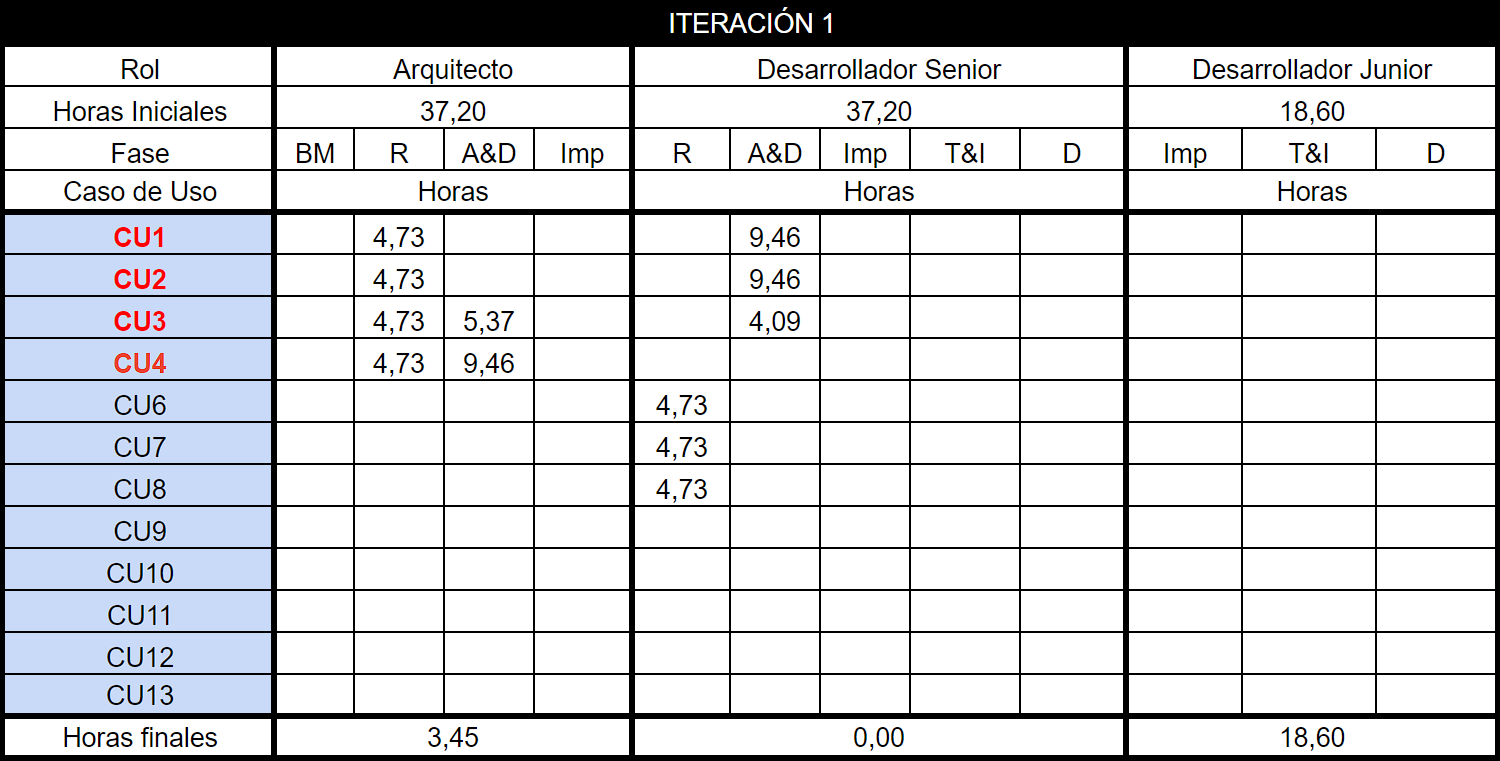 ITERACIÓN 1
Rol Arquitecto Desarrollador Senior Desarrollador Junior
Horas Iniciales 37,20 37,20 18,60
Fase BM R A&D Imp R A&D Imp T&I D Imp T&I D
Caso de Uso Horas Horas Horas
CU1 4,73 9,46
CU2 4,73 9,46
CU3 4,73 5,37 4,09
CU4 4,73 9,46
CU6 4,73
CU7 4,73
CU8 4,73
CU9
CU10
CU11
CU12
CU13
Horas finales 3,45 0,00 18,60